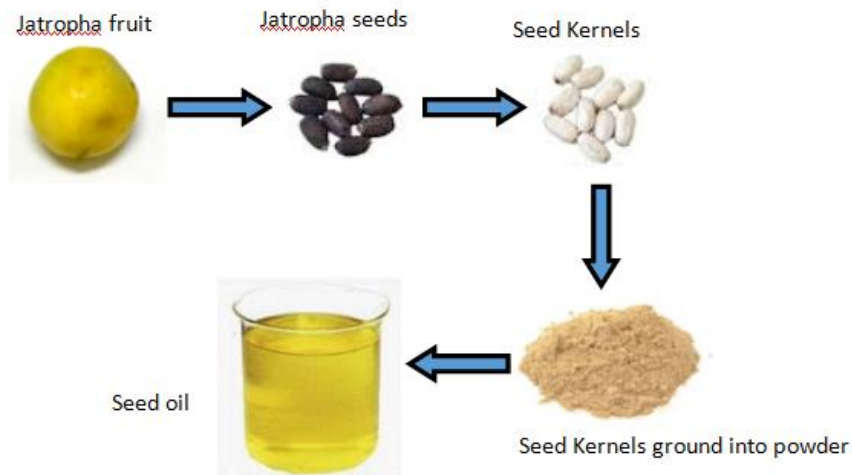 Jatropha fruit
Jatropha seeds
Seed Kernels
Seed Kernels ground into powder
Seed oil